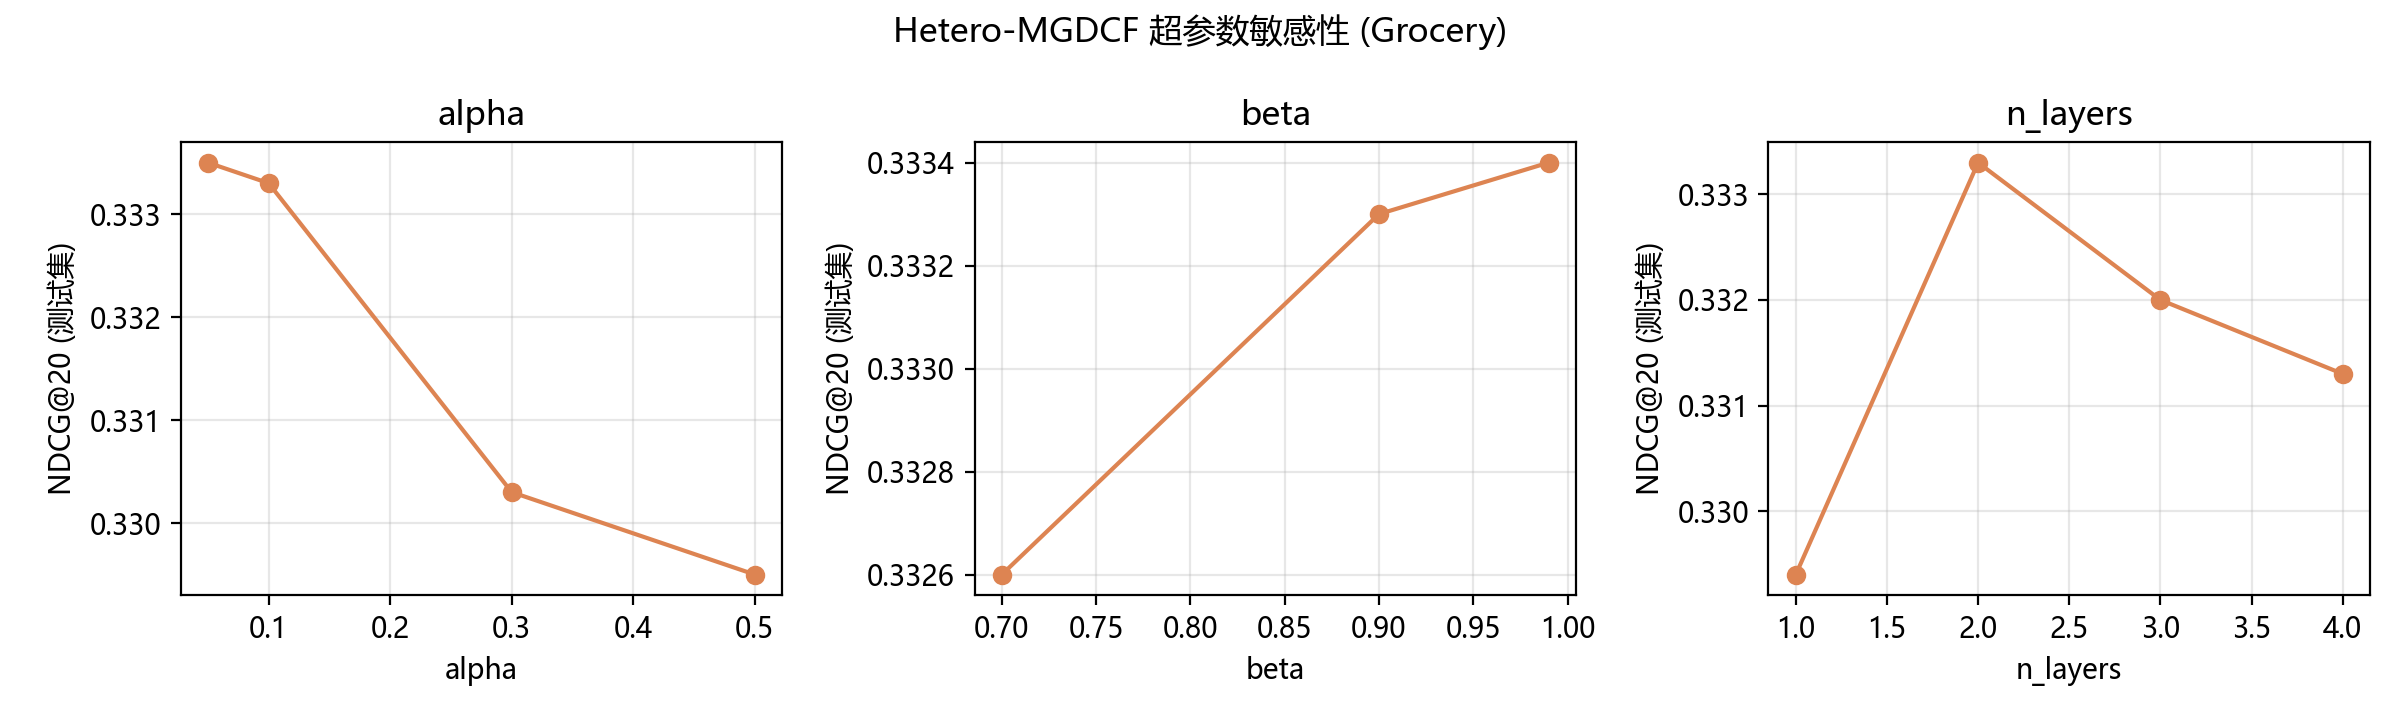 Hetero-MGDCF 超参数敏感性 (Grocery)
alpha
NDCG@20 (测试集)
0.333
0.332
0.331
0.330
0.1 0.2 0.3 0.4 0.5
alpha
beta
NDCG@20 (测试集)
0.3334
0.3332
0.3330
0.3328
0.3326
0.70 0.75 0.80 0.85 0.90 0.95 1.00
beta
n_layers
NDCG@20 (测试集)
0.333
0.332
0.331
0.330
1.0 1.5 2.0 2.5 3.0 3.5 4.0
n_layers